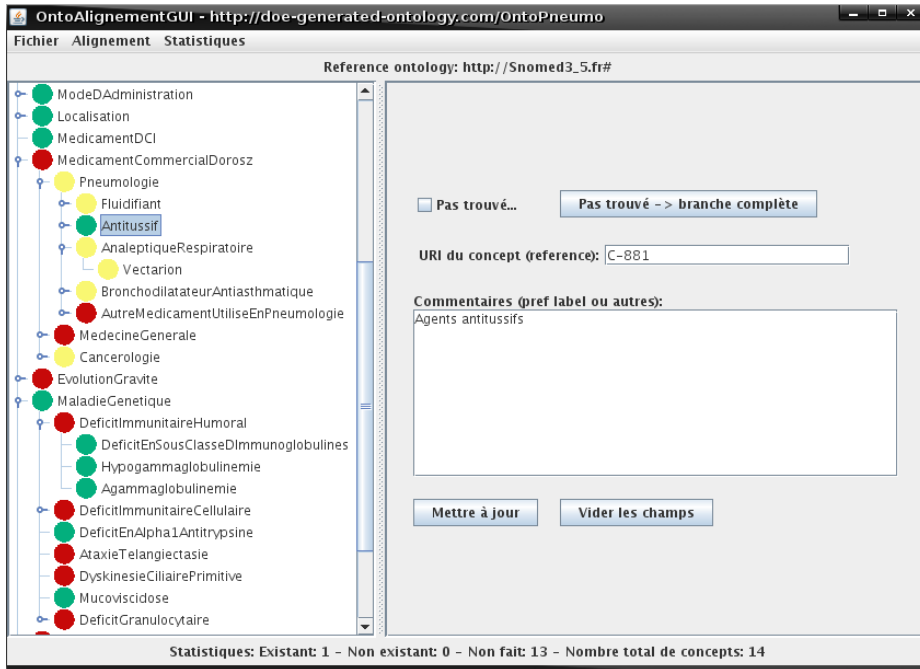 OntoAlignementGUI - http://doe-generated-ontology.com/OntoPneumo
Fichier Alignement Statistiques
Reference ontology: http://Snomed3_5.fr#
ModeDAdministration
Localisation
MedicamentDCI
MedicamentCommercialDorosz
Pneumologie
Fluidifiant
Antitussif
AnaleptiqueRespiratoire
Vectarion
BronchodilatateurAntiasthmatique
AutreMedicamentUtiliseEnPneumologie
MedecineGenerale
Cancerologie
EvolutionGravite
MaladieGenetique
DeficitImmunitaireHumoral
DeficitEnSousClasseDImmunoglobulines
Hypogammaglobulinemie
Agammaglobulinemie
DeficitImmunitaireCellulaire
DeficitEnAlpha1Antitrypsine
AtaxieTelangiectasie
DyskinesieCiliairePrimitive
Mucoviscidose
DeficitGranulocytaire
Pas trouvé...
Pas trouvé -> branche complète
URI du concept (reference): C-881
Commentaires (pref label ou autres):
Agents antitussifs
Mettre à jour
Vider les champs
Statistiques: Existant: 1 - Non existant: 0 - Non fait: 13 - Nombre total de concepts: 14